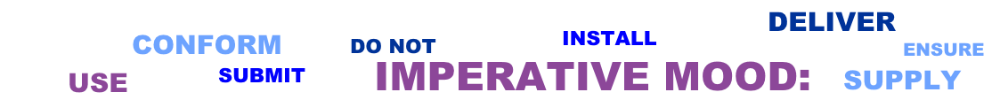 DELIVER
INSTALL
CONFORM
DO NOT
ENSURE
SUBMIT
USE
IMPERATIVE MOOD:
SUPPLY